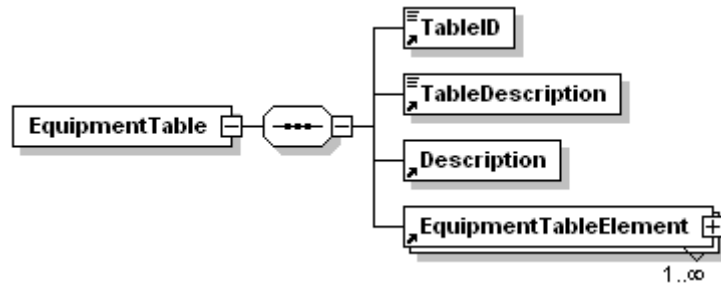 TableID
TableDescription
EquipmentTable
Description
EquipmentTableElement
1..∞